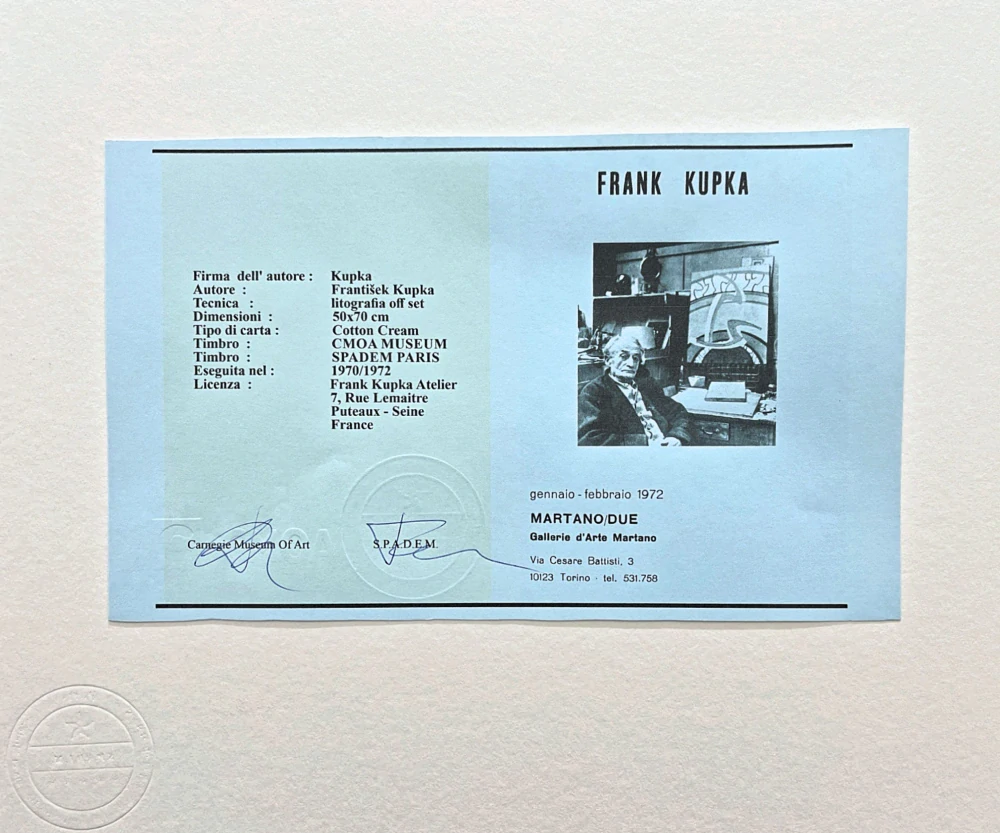 FRANK KUPKA
Firma dell' autore : Kupka
Autore : František Kupka
Tecnica : litografia off set
Dimensioni : 50x70 cm
Tipo di carta : Cotton Cream
Timbro : CMOA MUSEUM
Timbro : SPADEM PARIS
Eseguita nel : 1970/1972
Licenza : Frank Kupka Atelier
7, Rue Lemaitre
Puteaux - Seine
France
Carnegie Museum Of Art
S.P.A.D.E.M.
gennaio - febbraio 1972
MARTANO/DUE
Gallerie d'Arte Martano
Via Cesare Battisti, 3
10123 Torino · tel. 531.758